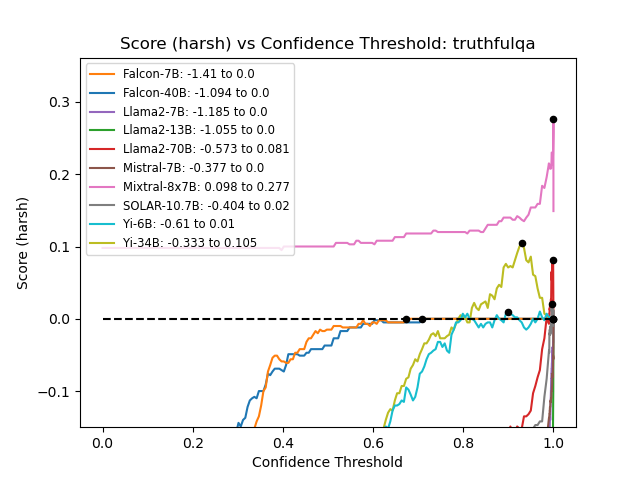 Score (harsh) vs Confidence Threshold: truthfulqa
Falcon-7B: -1.41 to 0.0
Falcon-40B: -1.094 to 0.0
Llama2-7B: -1.185 to 0.0
Llama2-13B: -1.055 to 0.0
Llama2-70B: -0.573 to 0.081
Mistral-7B: -0.377 to 0.0
Mixtral-8x7B: 0.098 to 0.277
SOLAR-10.7B: -0.404 to 0.02
Yi-6B: -0.61 to 0.01
Yi-34B: -0.333 to 0.105
Score (harsh)
0.3
0.2
0.1
0.0
−0.1
0.0 0.2 0.4 0.6 0.8 1.0
Confidence Threshold